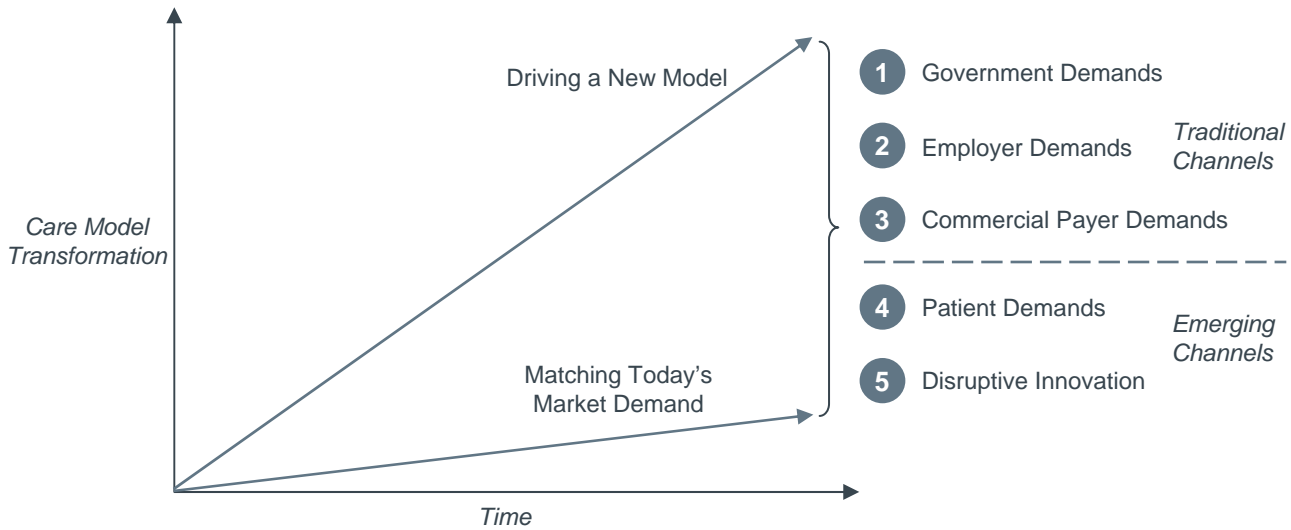 Driving a New Model
Care Model
Transformation
Matching Today’s
Market Demand
Time
1 Government Demands
2 Employer Demands
Traditional
Channels
3 Commercial Payer Demands
4 Patient Demands
Emerging
Channels
5 Disruptive Innovation